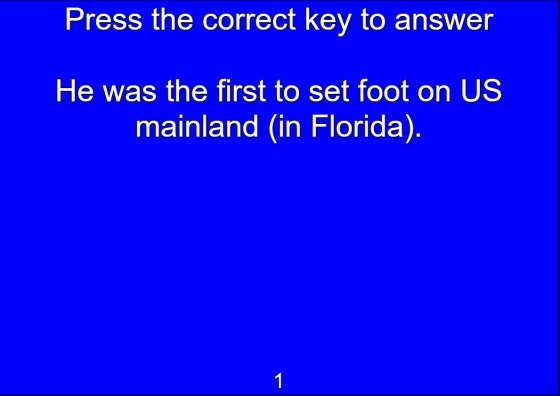 Press the correct key to answer
He was the first to set foot on US
mainland (in Florida).
1